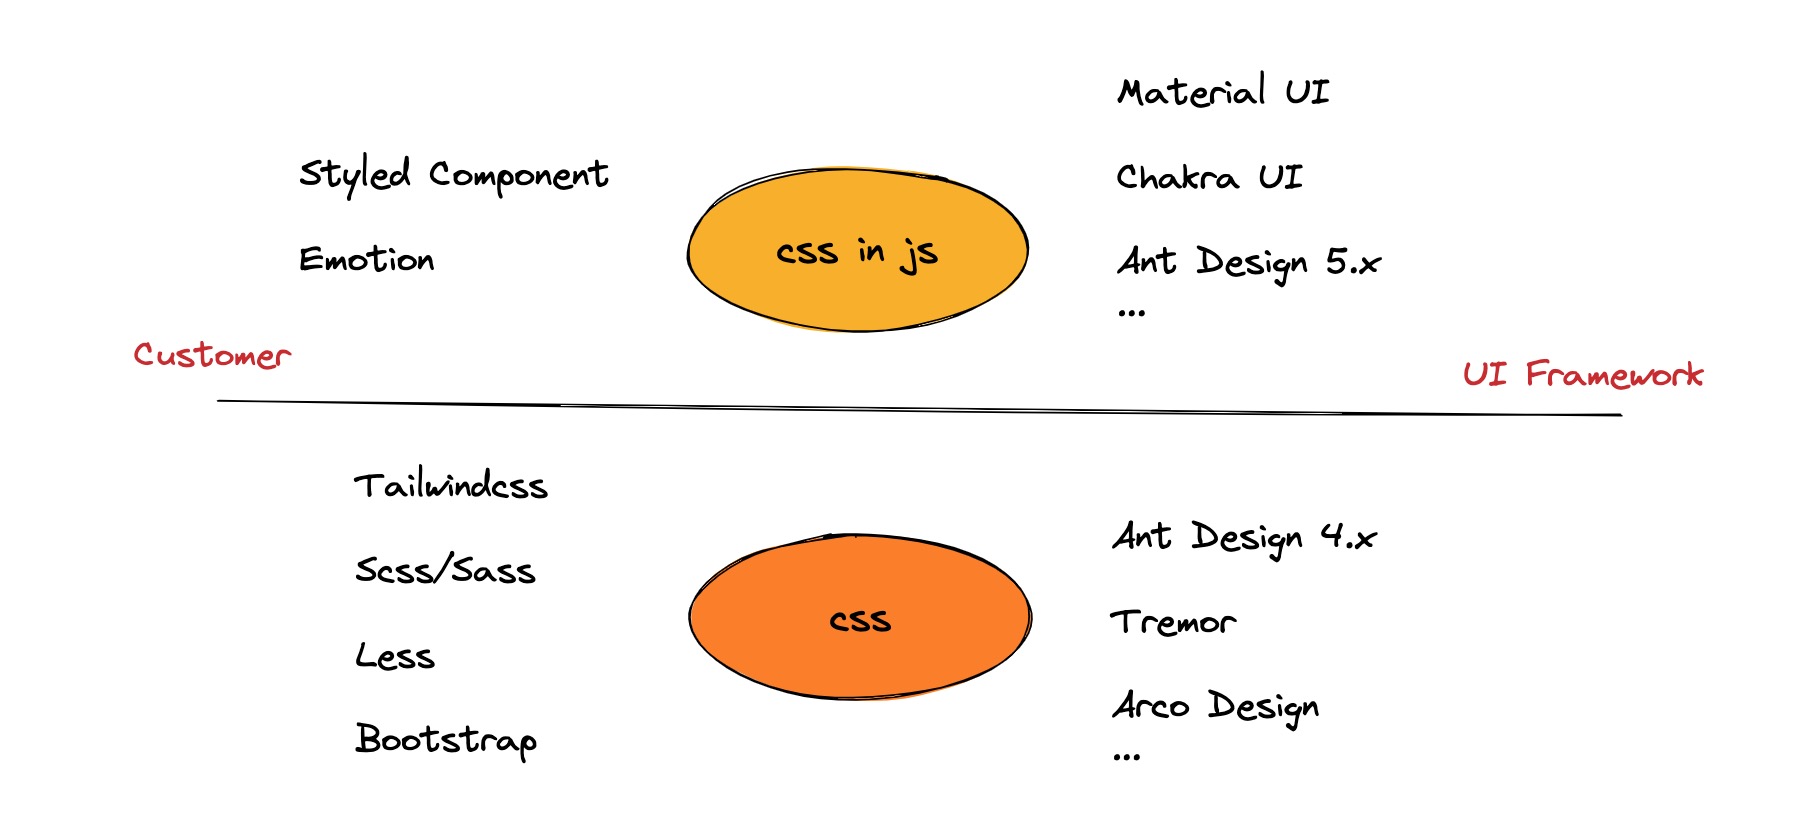 Material UI
Styled Component
Chakra UI
css in js
Emotion
Ant Design 5.x
...
Customer
UI Framework
Tailwindcss
Ant Design 4.x
Scss/Sass
css
Tremor
Less
Arco Design
Bootstrap
...